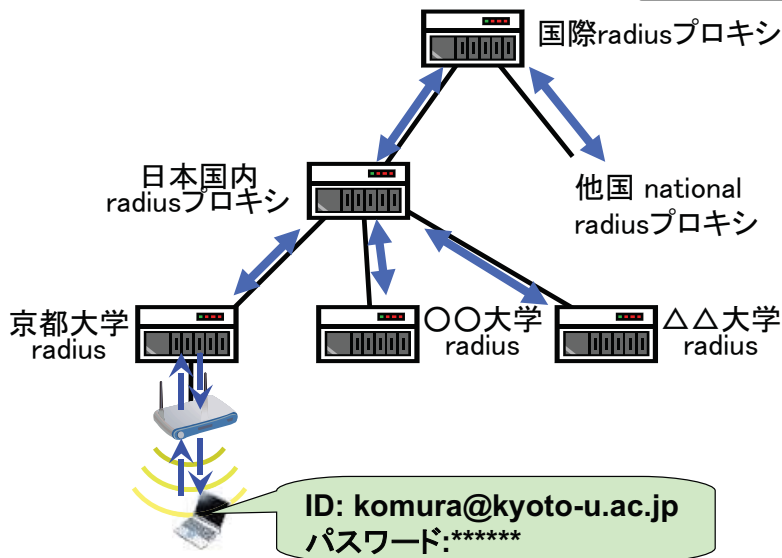 国際radiusプロキシ
日本国内
radiusプロキシ
他国 national
radiusプロキシ
京都大学
radius
〇〇大学
radius
△△大学
radius
ID: komura@kyoto-u.ac.jp
パスワード:******